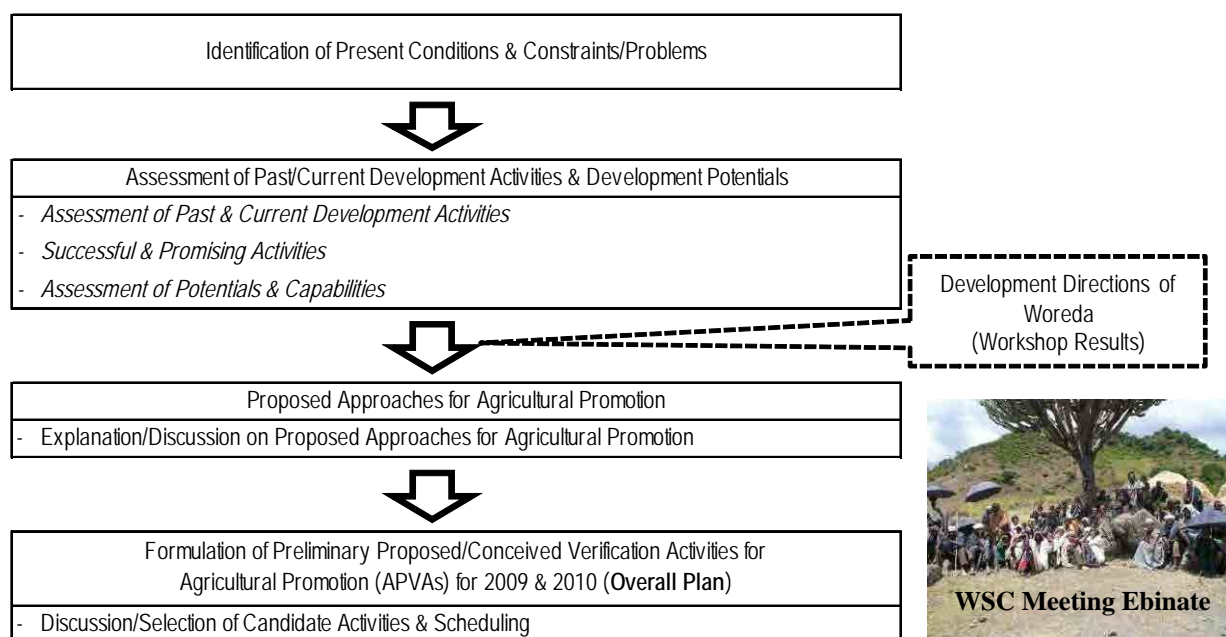 Identification of Present Conditions & Constraints/Problems
Assessment of Past/Current Development Activities & Development Potentials
- Assessment of Past & Current Development Activities
- Successful & Promising Activities
- Assessment of Potentials & Capabilities
Development Directions of
Woreda
(Workshop Results)
Proposed Approaches for Agricultural Promotion
- Explanation/Discussion on Proposed Approaches for Agricultural Promotion
Formulation of Preliminary Proposed/Conceived Verification Activities for
Agricultural Promotion (APVAs) for 2009 & 2010 (Overall Plan)
- Discussion/Selection of Candidate Activities & Scheduling
WSC Meeting Ebinate